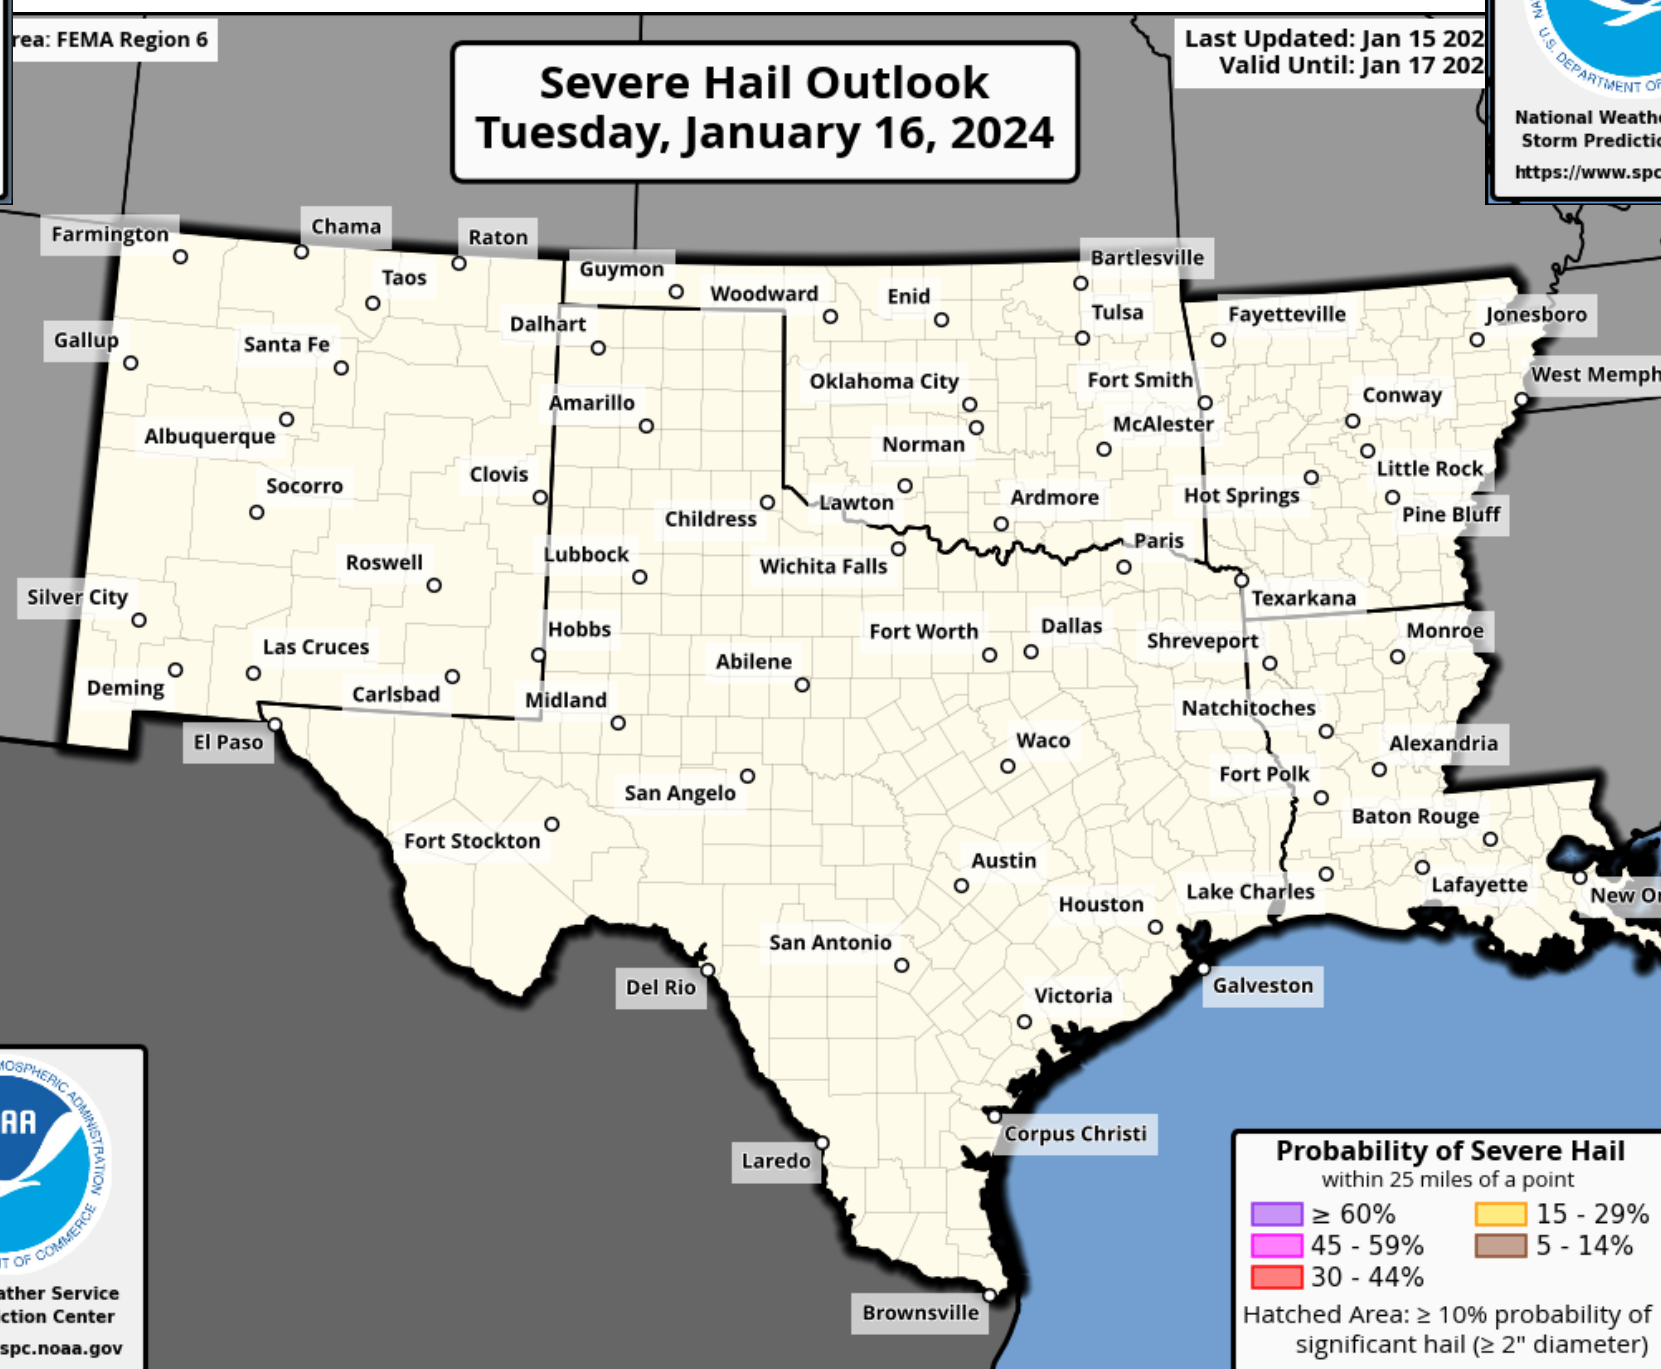 rea: FEMA Region 6
Severe Hail Outlook
Tuesday, January 16, 2024
Last Updated: Jan 15 202
Valid Until: Jan 17 202
U.S. DEPARTMENT OF
National Weathe
Storm Predictio
https://www.spc
Farmington
Chama
Raton
Taos
Guymon
Woodward
Enid
Bartlesville
Tulsa
Fayetteville
Jonesboro
Gallup
Santa Fe
Dalhart
Oklahoma City
Fort Smith
West Memph
Amarillo
Conway
Albuquerque
Norman
McAlester
Clovis
Little Rock
Socorro
Childress
Lawton
Ardmore
Hot Springs
Pine Bluff
Roswell
Lubbock
Wichita Falls
Paris
Silver City
Texarkana
Las Cruces
Hobbs
Fort Worth
Dallas
Shreveport
Monroe
Deming
Carlsbad
Midland
Abilene
Natchitoches
El Paso
Waco
Alexandria
San Angelo
Fort Polk
Fort Stockton
Baton Rouge
Austin
Lake Charles
Lafayette
New Or
Houston
San Antonio
Del Rio
Galveston
Victoria
Corpus Christi
Laredo
Brownsville
MOSPHERIC ADMINISTRATION
AA
T OF COMMERCE
ather Service
ction Center
spc.noaa.gov
Probability of Severe Hail
within 25 miles of a point
≥ 60%
15 - 29%
45 - 59%
5 - 14%
30 - 44%
Hatched Area: ≥ 10% probability of
significant hail (≥ 2" diameter)